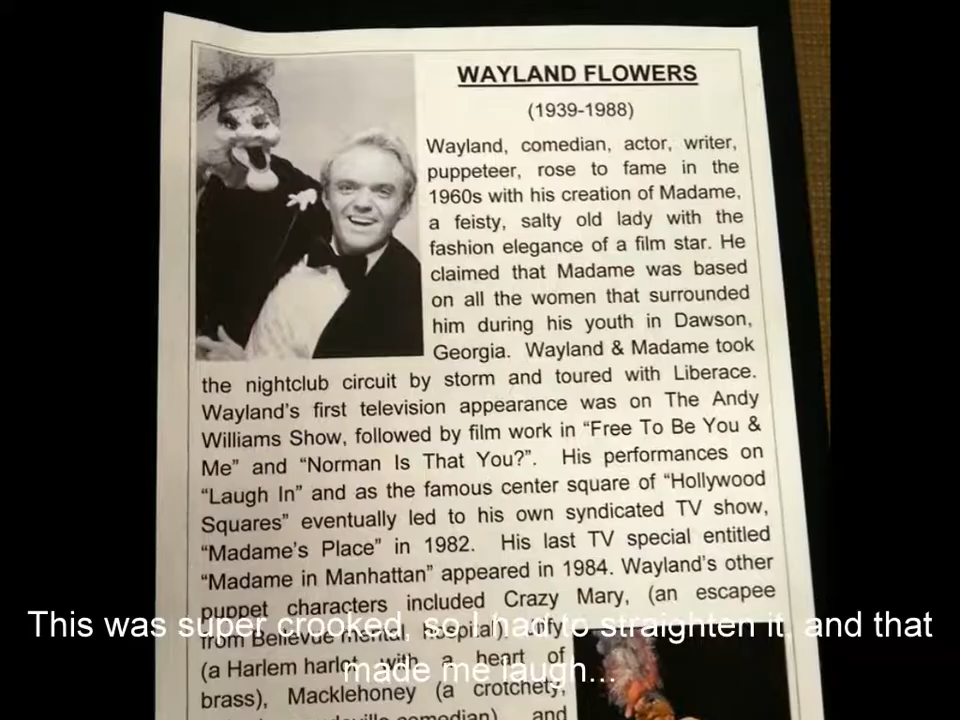 WAYLAND FLOWERS
(1939-1988)
Wayland, comedian, actor, writer,
puppeteer, rose to fame in the
1960s with his creation of Madame,
a feisty, salty old lady with the
fashion elegance of a film star. He
claimed that Madame was based
on all the women that surrounded
him during his youth in Dawson,
Georgia. Wayland & Madame took
the nightclub circuit by storm and toured with Liberace.
Wayland's first television appearance was on The Andy
Williams Show, followed by film work in “Free To Be You &
Me” and “Norman Is That You?”. His performances on
“Laugh In” and as the famous center square of “Hollywood
Squares” eventually led to his own syndicated TV show,
“Madame's Place” in 1982. His last TV special entitled
“Madame in Manhattan” appeared in 1984. Wayland's other
puppet characters included Crazy Mary, (an escapee
from Bellevue mental hospital),
(a Harlem harlot with a heart of
brass), Macklehoney (a crotchety,
comedian) and
This was super crooked, so I had to straighten it. and that
made me laugh...